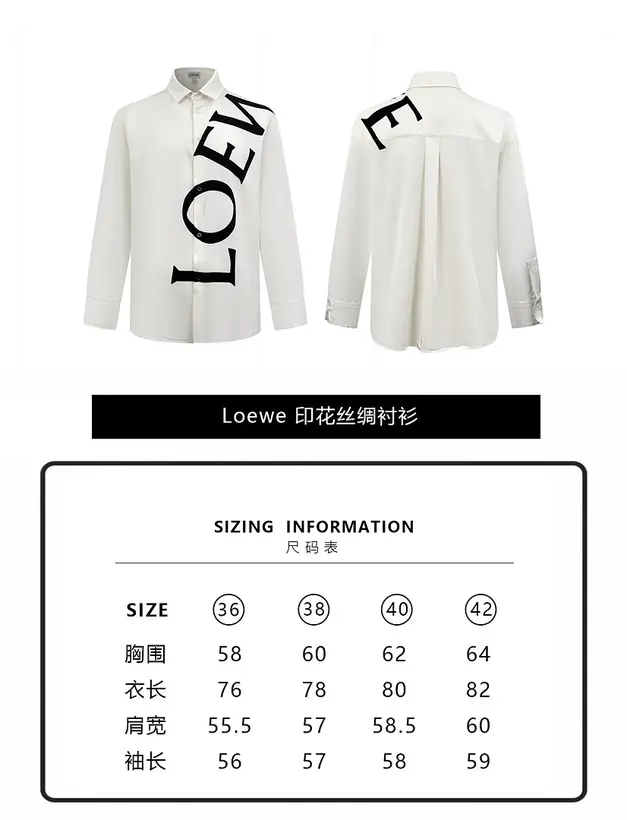 LOEWE
LOEW
E
Loewe 印花丝绸衬衫
SIZING INFORMATION
尺码表
SIZE 36 38 40 42
胸围 58 60 62 64
衣长 76 78 80 82
肩宽 55.5 57 58.5 60
袖长 56 57 58 59